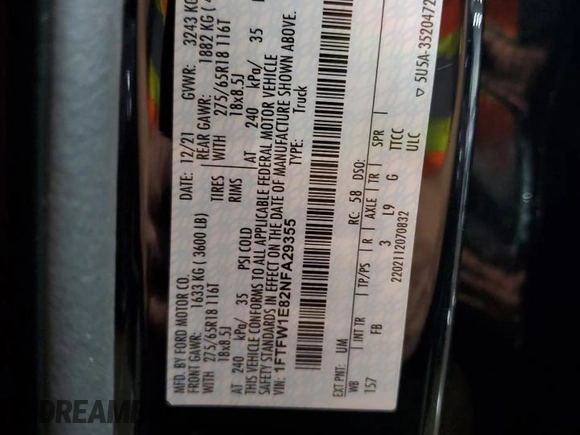 MFD. BY FORD MOTOR CO.
DATE: 12/21
GVWR: 3243 KG
FRONT GAWR: 1633 KG (3600 LB)
REAR GAWR: 1882 KG (4
WITH 275/65R18 116T TIRES
WITH 275/65R18 116T
18x8.5J RIMS
18x8.5J
AT 240 kPa/ 35 PSI COLD
AT 240 kPa/ 35
THIS VEHICLE CONFORMS TO ALL APPLICABLE FEDERAL MOTOR VEHICLE
SAFETY STANDARDS IN EFFECT ON THE DATE OF MANUFACTURE SHOWN ABOVE.
VIN: 1FTFW1E82NFA29355
TYPE: Truck
EXT PNT: UM RC: 58 DSO:
WB INT TR TP/PS R AXLE TR SPR
157 FB 3 L9 G TTCC
ULC
2202112070832
▽ 5U5A-3520472
DREAM